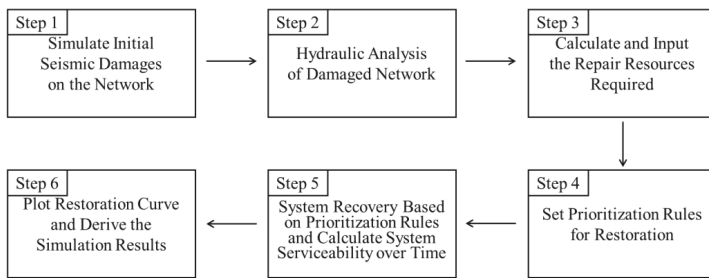 Step 1
Simulate Initial
Seismic Damages
on the Network
Step 2
Hydraulic Analysis
of Damaged Network
Step 3
Calculate and Input
the Repair Resources
Required
Step 4
Set Prioritization Rules
for Restoration
Step 5
System Recovery Based
on Prioritization Rules
and Calculate System
Serviceability over Time
Step 6
Plot Restoration Curve
and Derive the
Simulation Results